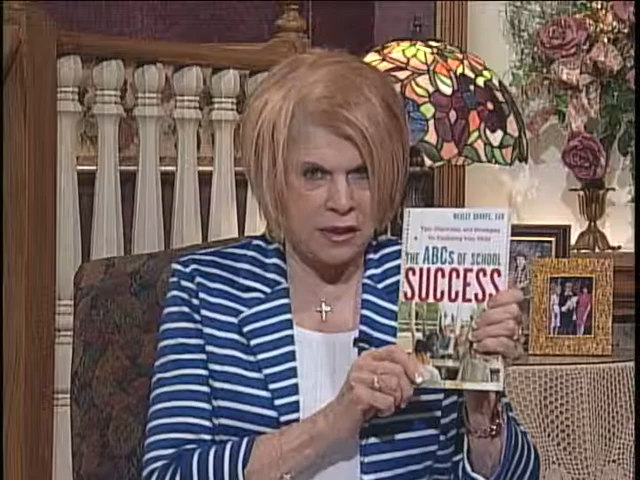 WESLEY SHARPE, EdD
Tips, Checklists, and Strategies
for Equipping Your Child
THE ABCs OF SCHOOL
SUCCESS